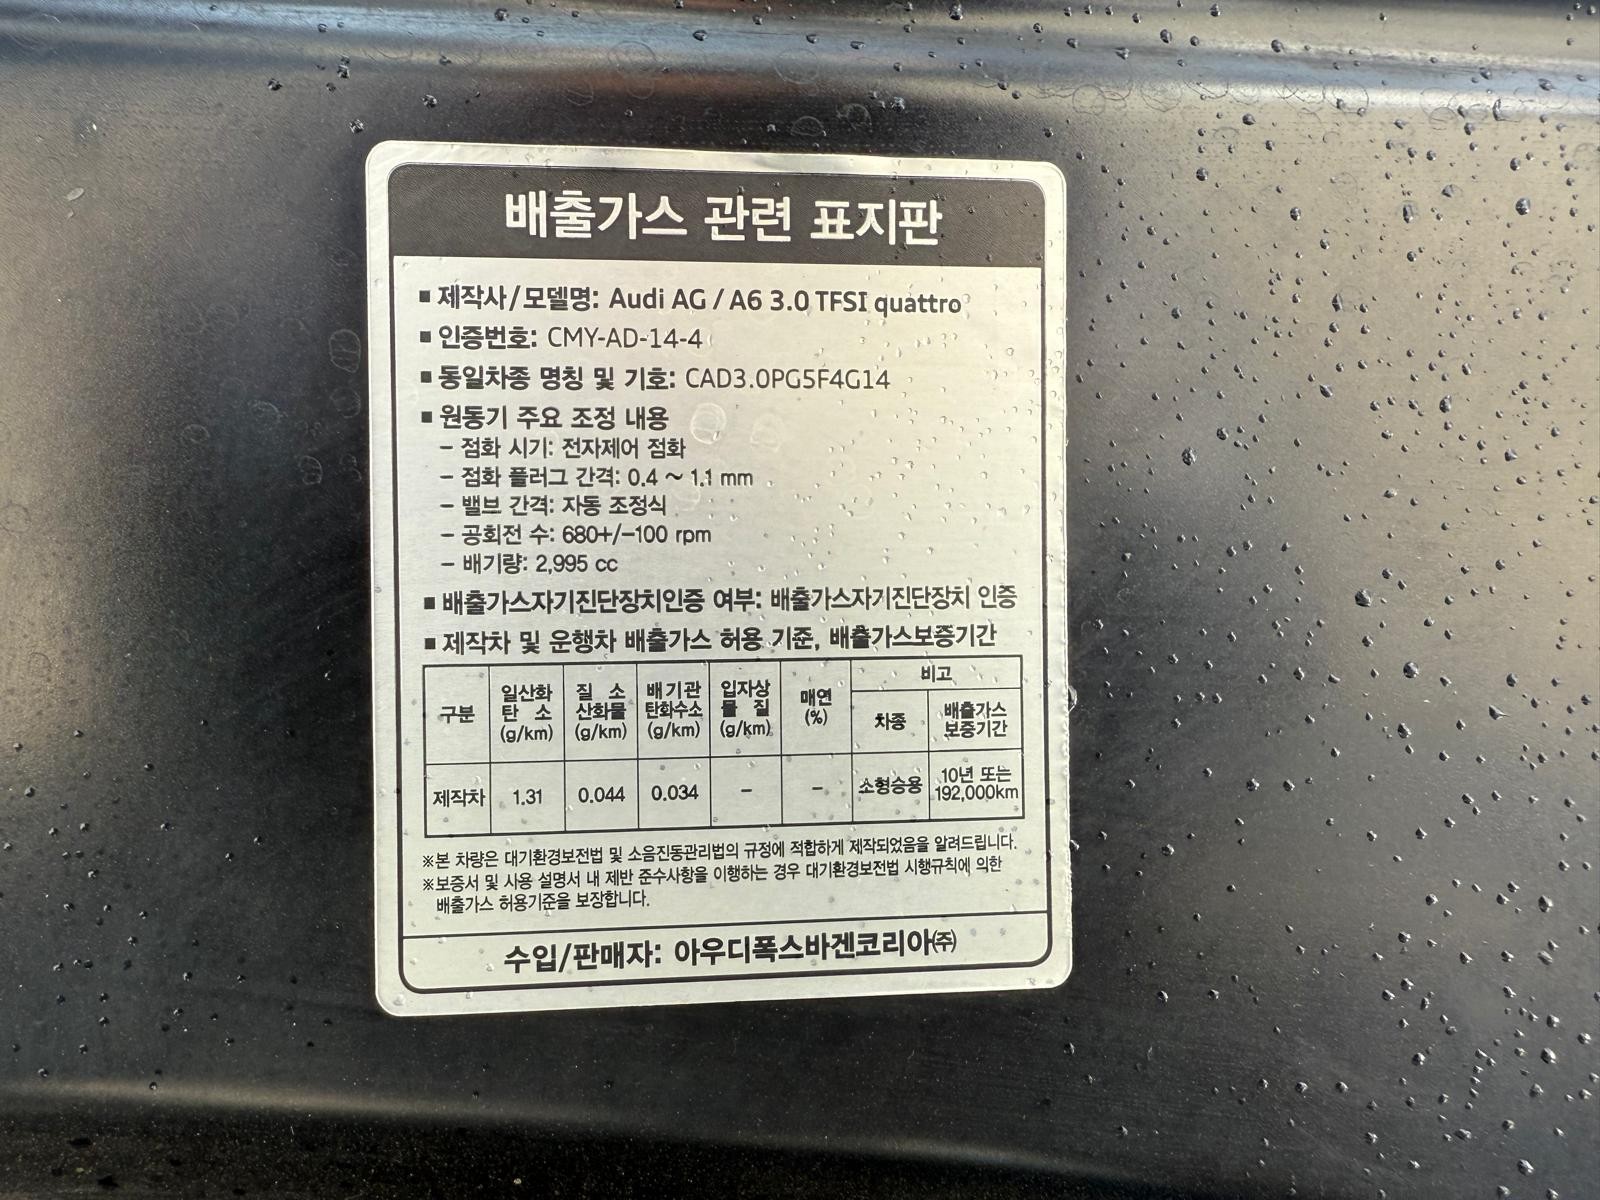 배출가스 관련 표지판
■ 제작사/모델명: Audi AG / A6 3.0 TFSI quattro
■ 인증번호: CMY-AD-14-4
■ 동일차종 명칭 및 기호: CAD3.0PG5F4G14
■ 원동기 주요 조정 내용
– 점화 시기: 전자제어 점화
– 점화 플러그 간격: 0.4 ~ 1.1 mm
– 밸브 간격: 자동 조정식
– 공회전 수: 680+/–100 rpm
– 배기량: 2,995 cc
■ 배출가스자기진단장치인증 여부: 배출가스자기진단장치 인증
■ 제작차 및 운행차 배출가스 허용 기준, 배출가스보증기간
구분 일산화 탄 소 (g/km) 질 소 산화물 (g/km) 배기관 탄화수소 (g/km) 입자상 물 질 (g/km) 매연 (%) 비고
차종 배출가스 보증기간
제작차 1.31 0.044 0.034 – – 소형승용 10년 또는 192,000km
※본 차량은 대기환경보전법 및 소음진동관리법의 규정에 적합하게 제작되었음을 알려드립니다.
※보증서 및 사용 설명서 내 제반 준수사항을 이행하는 경우 대기환경보전법 시행규칙에 의한
배출가스 허용기준을 보장합니다.
수입/판매자: 아우디폭스바겐코리아㈜